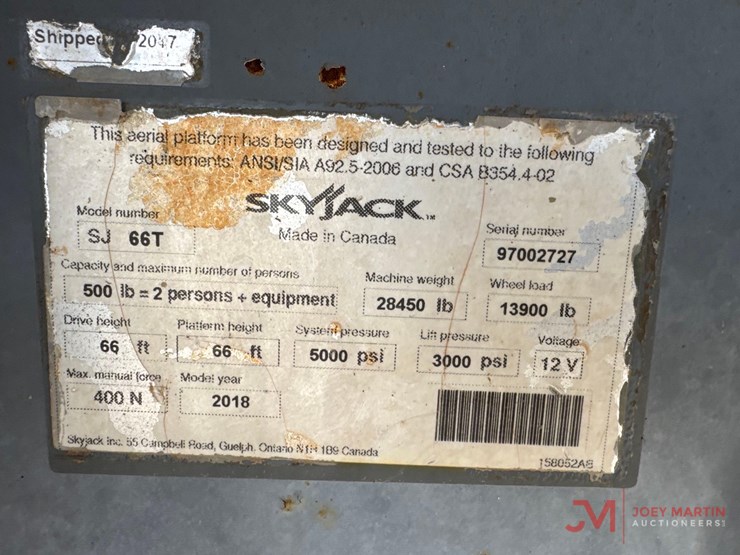 Shipped 2017
This aerial platform has been designed and tested to the following
requirements: ANSI/SIA A92.5-2006 and CSA B354.4-02
SKYJACK™
Made in Canada
Model number
SJ 66T
Serial number
97002727
Capacity and maximum number of persons
500 lb = 2 persons + equipment
Machine weight
28450 lb
Wheel load
13900 lb
Drive height
66 ft
Platform height
66 ft
System pressure
5000 psi
Lift pressure
3000 psi
Voltage
12 V
Max. manual force
400 N
Model year
2018
Skyjack Inc. 55 Campbell Road, Guelph, Ontario N1H 1B9 Canada
158052AB
JM JOEY MARTIN
AUCTIONEERS